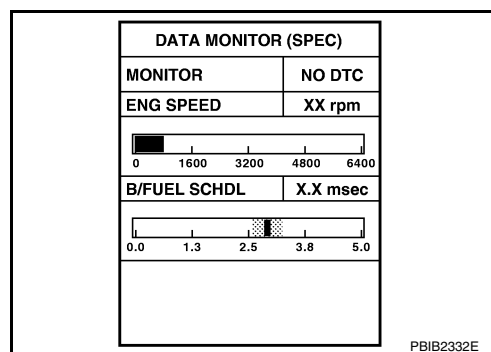 DATA MONITOR (SPEC)
MONITOR NO DTC
ENG SPEED XX rpm
0 1600 3200 4800 6400
B/FUEL SCHDL X.X msec
0.0 1.3 2.5 3.8 5.0
PBIB2332E